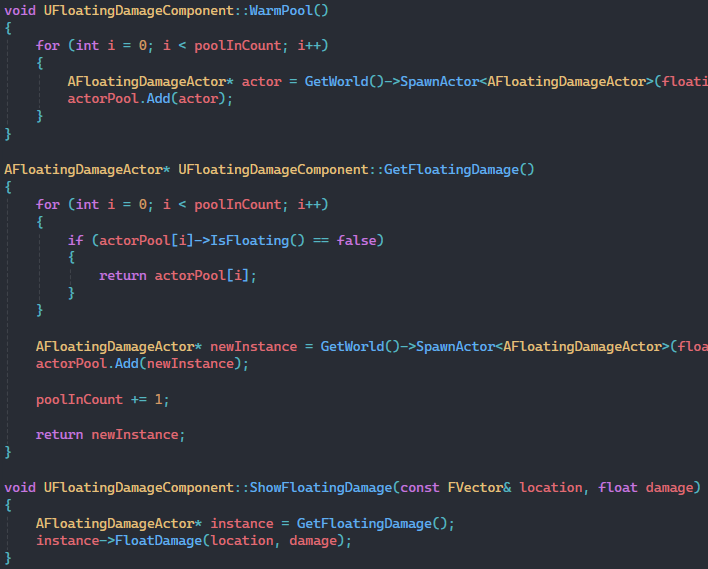 void UFloatingDamageComponent::WarmPool()
{
    for (int i = 0; i < poolInCount; i++)
    {
        AFloatingDamageActor* actor = GetWorld()->SpawnActor<AFloatingDamageActor>(floati
        actorPool.Add(actor);
    }
}

AFloatingDamageActor* UFloatingDamageComponent::GetFloatingDamage()
{
    for (int i = 0; i < poolInCount; i++)
    {
        if (actorPool[i]->IsFloating() == false)
        {
            return actorPool[i];
        }
    }

    AFloatingDamageActor* newInstance = GetWorld()->SpawnActor<AFloatingDamageActor>(floa
    actorPool.Add(newInstance);

    poolInCount += 1;

    return newInstance;
}

void UFloatingDamageComponent::ShowFloatingDamage(const FVector& location, float damage)
{
    AFloatingDamageActor* instance = GetFloatingDamage();
    instance->FloatDamage(location, damage);
}